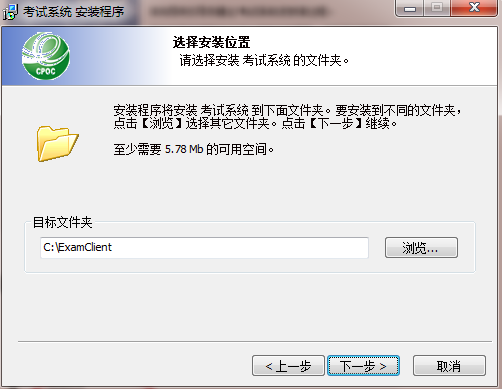 考试系统 安装程序
CPOC
选择安装位置
请选择安装 考试系统 的文件夹。
安装程序将安装 考试系统 到下面文件夹。要安装到不同的文件夹，
点击【浏览】选择其它文件夹。点击【下一步】继续。
至少需要 5.78 Mb 的可用空间。
目标文件夹
C:\ExamClient
浏览...
< 上一步
下一步 >
取消